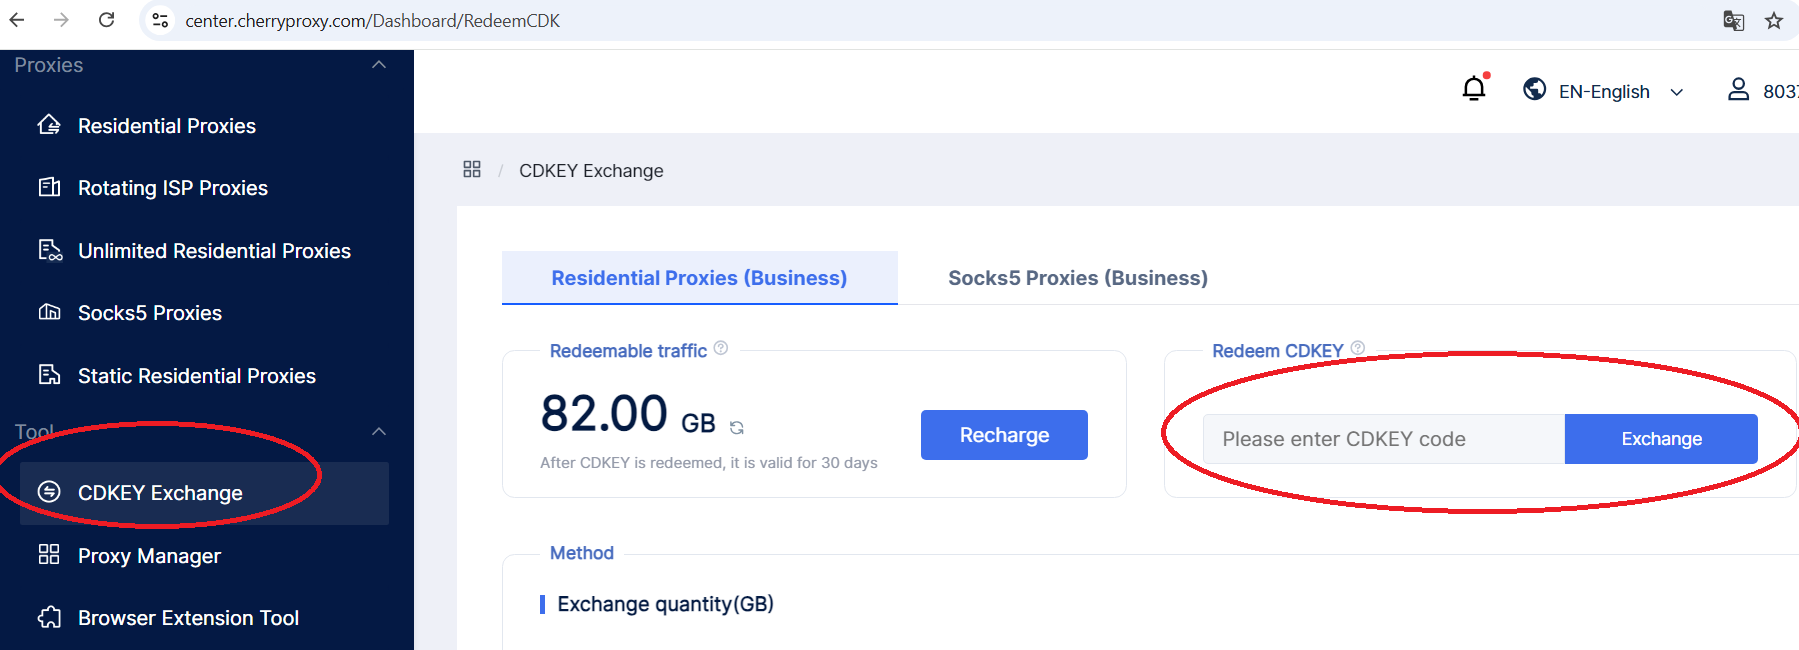 center.cherryproxy.com/Dashboard/RedeemCDK
Proxies
Residential Proxies
Rotating ISP Proxies
Unlimited Residential Proxies
Socks5 Proxies
Static Residential Proxies
Tool
CDKEY Exchange
Proxy Manager
Browser Extension Tool
EN-English
8037
CDKEY Exchange
Residential Proxies (Business)
Socks5 Proxies (Business)
Redeemable traffic
82.00 GB
Recharge
After CDKEY is redeemed, it is valid for 30 days
Redeem CDKEY
Please enter CDKEY code
Exchange
Method
Exchange quantity(GB)